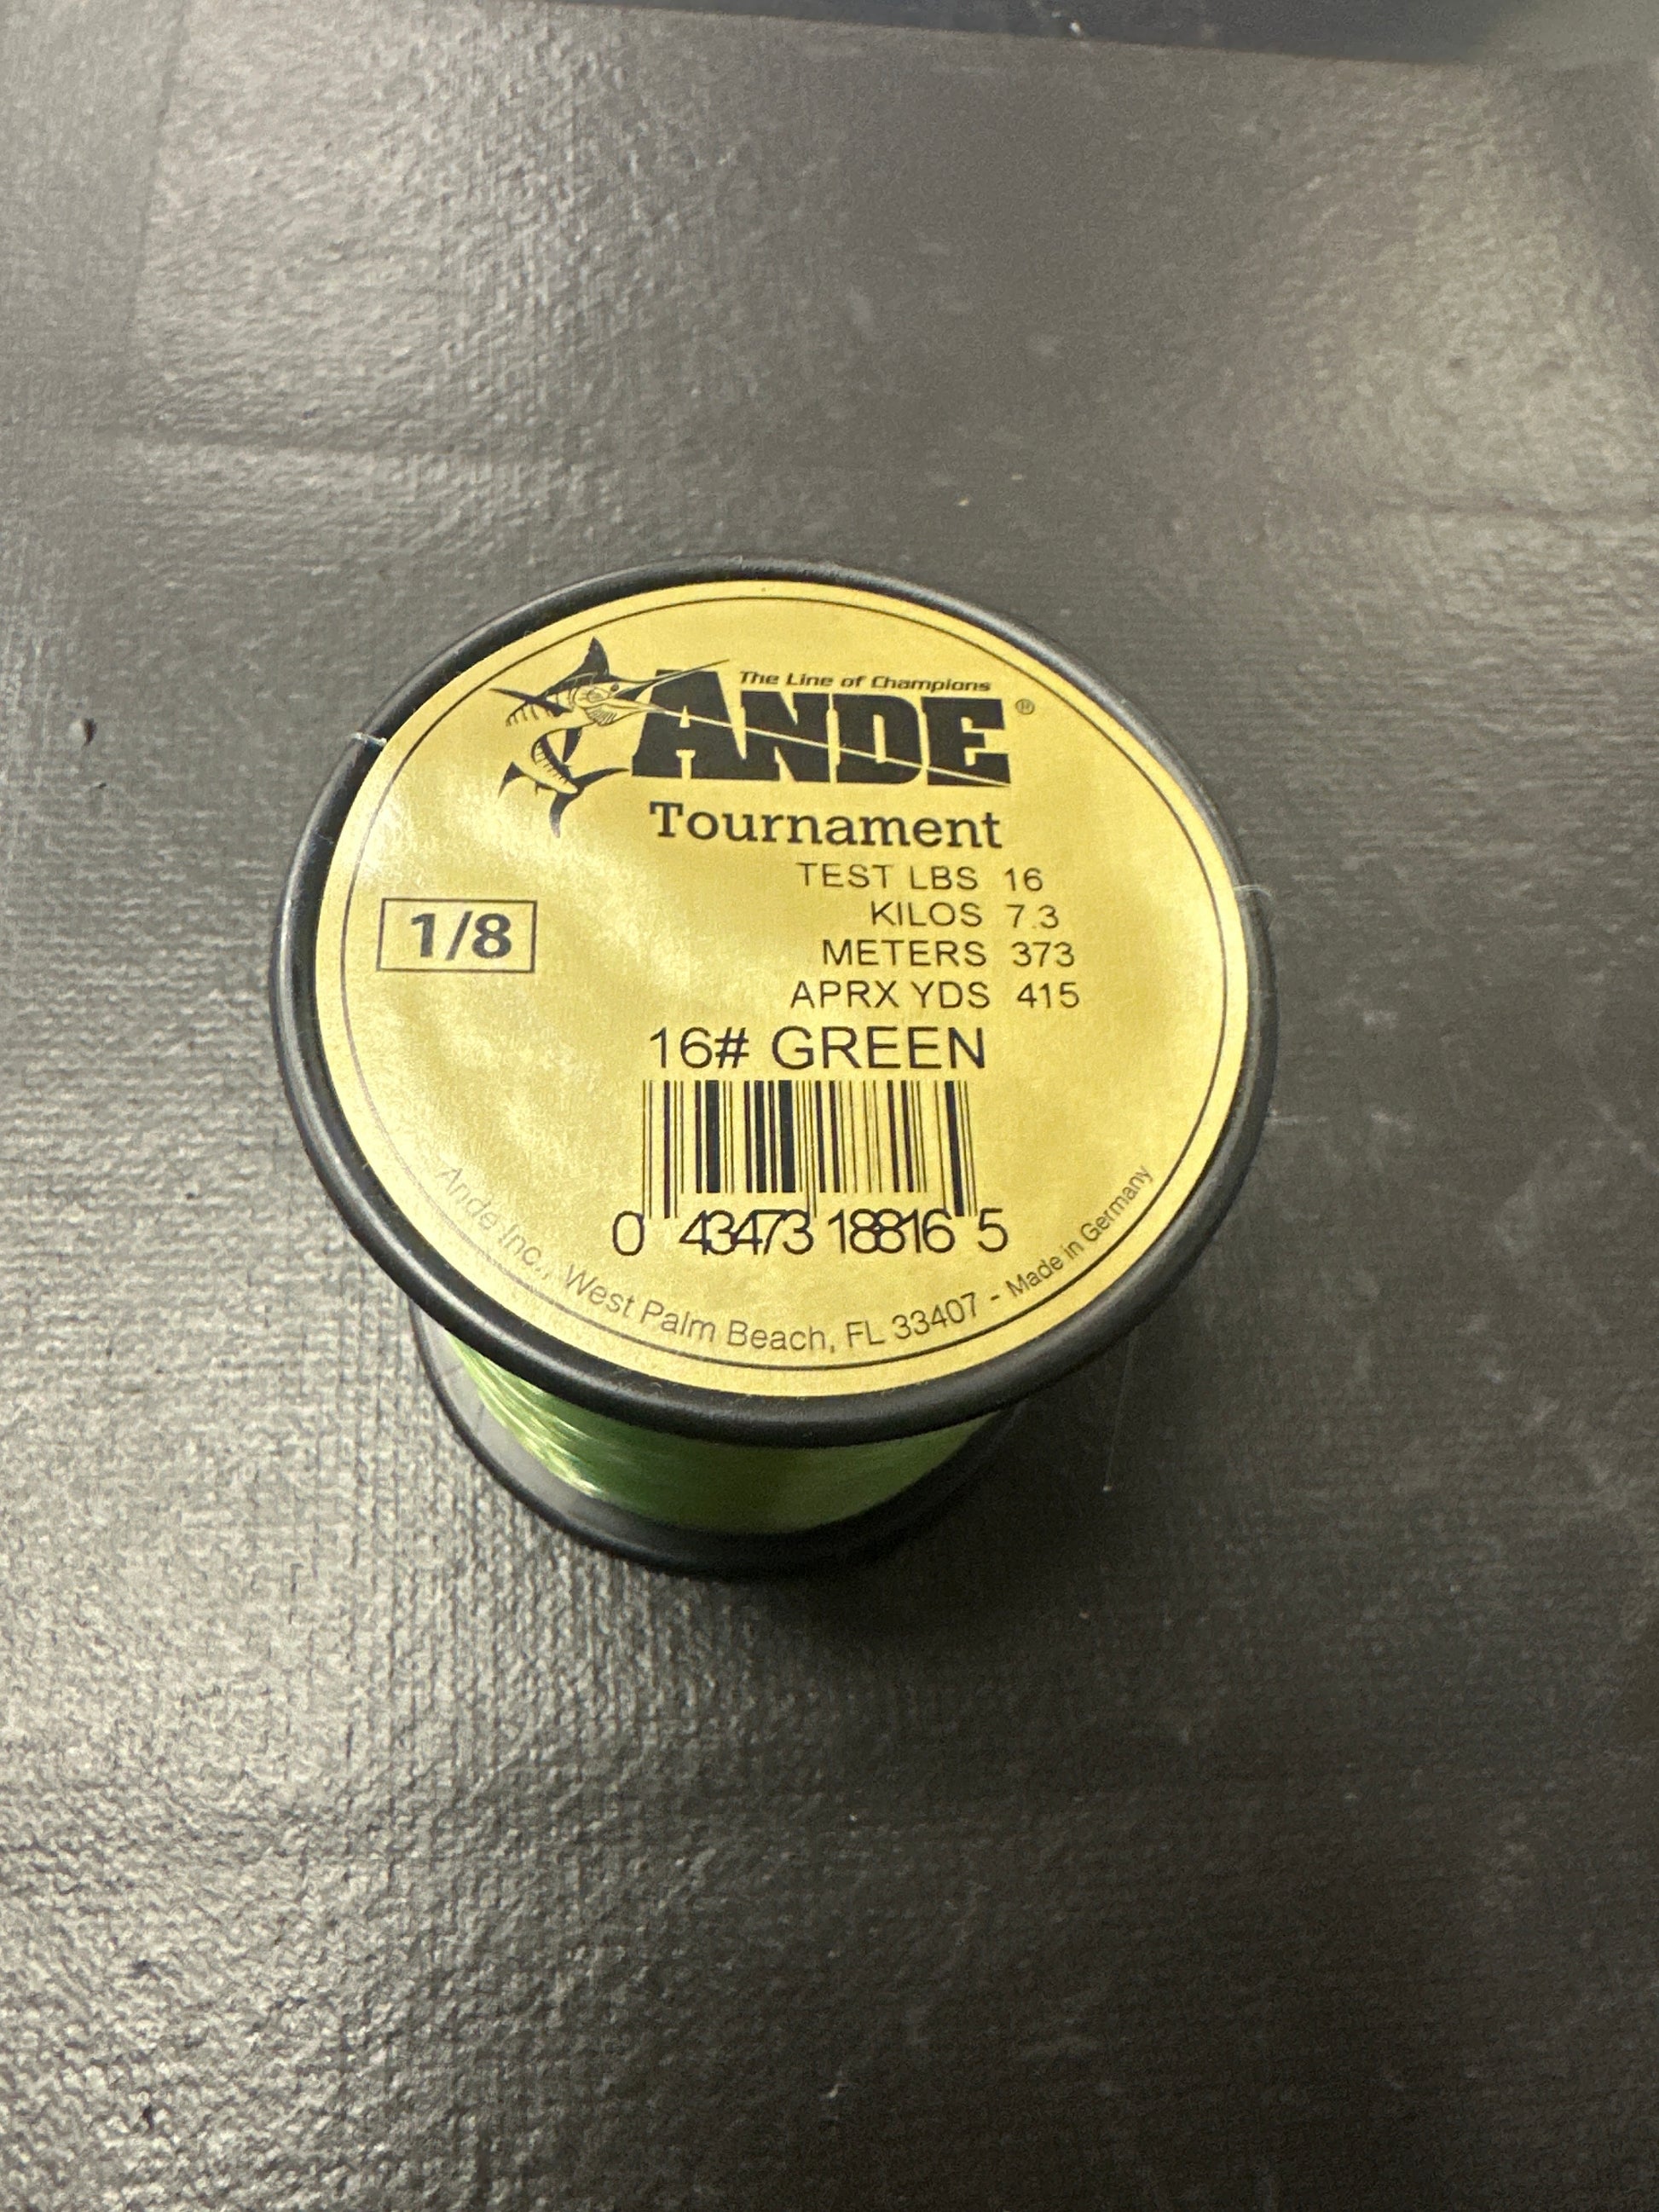 The Line of Champions
ANDE®
Tournament
TEST LBS 16
KILOS 7.3
1/8
METERS 373
APRX YDS 415
16# GREEN
0 43473 18816 5
Ande Inc., West Palm Beach, FL 33407 - Made in Germany